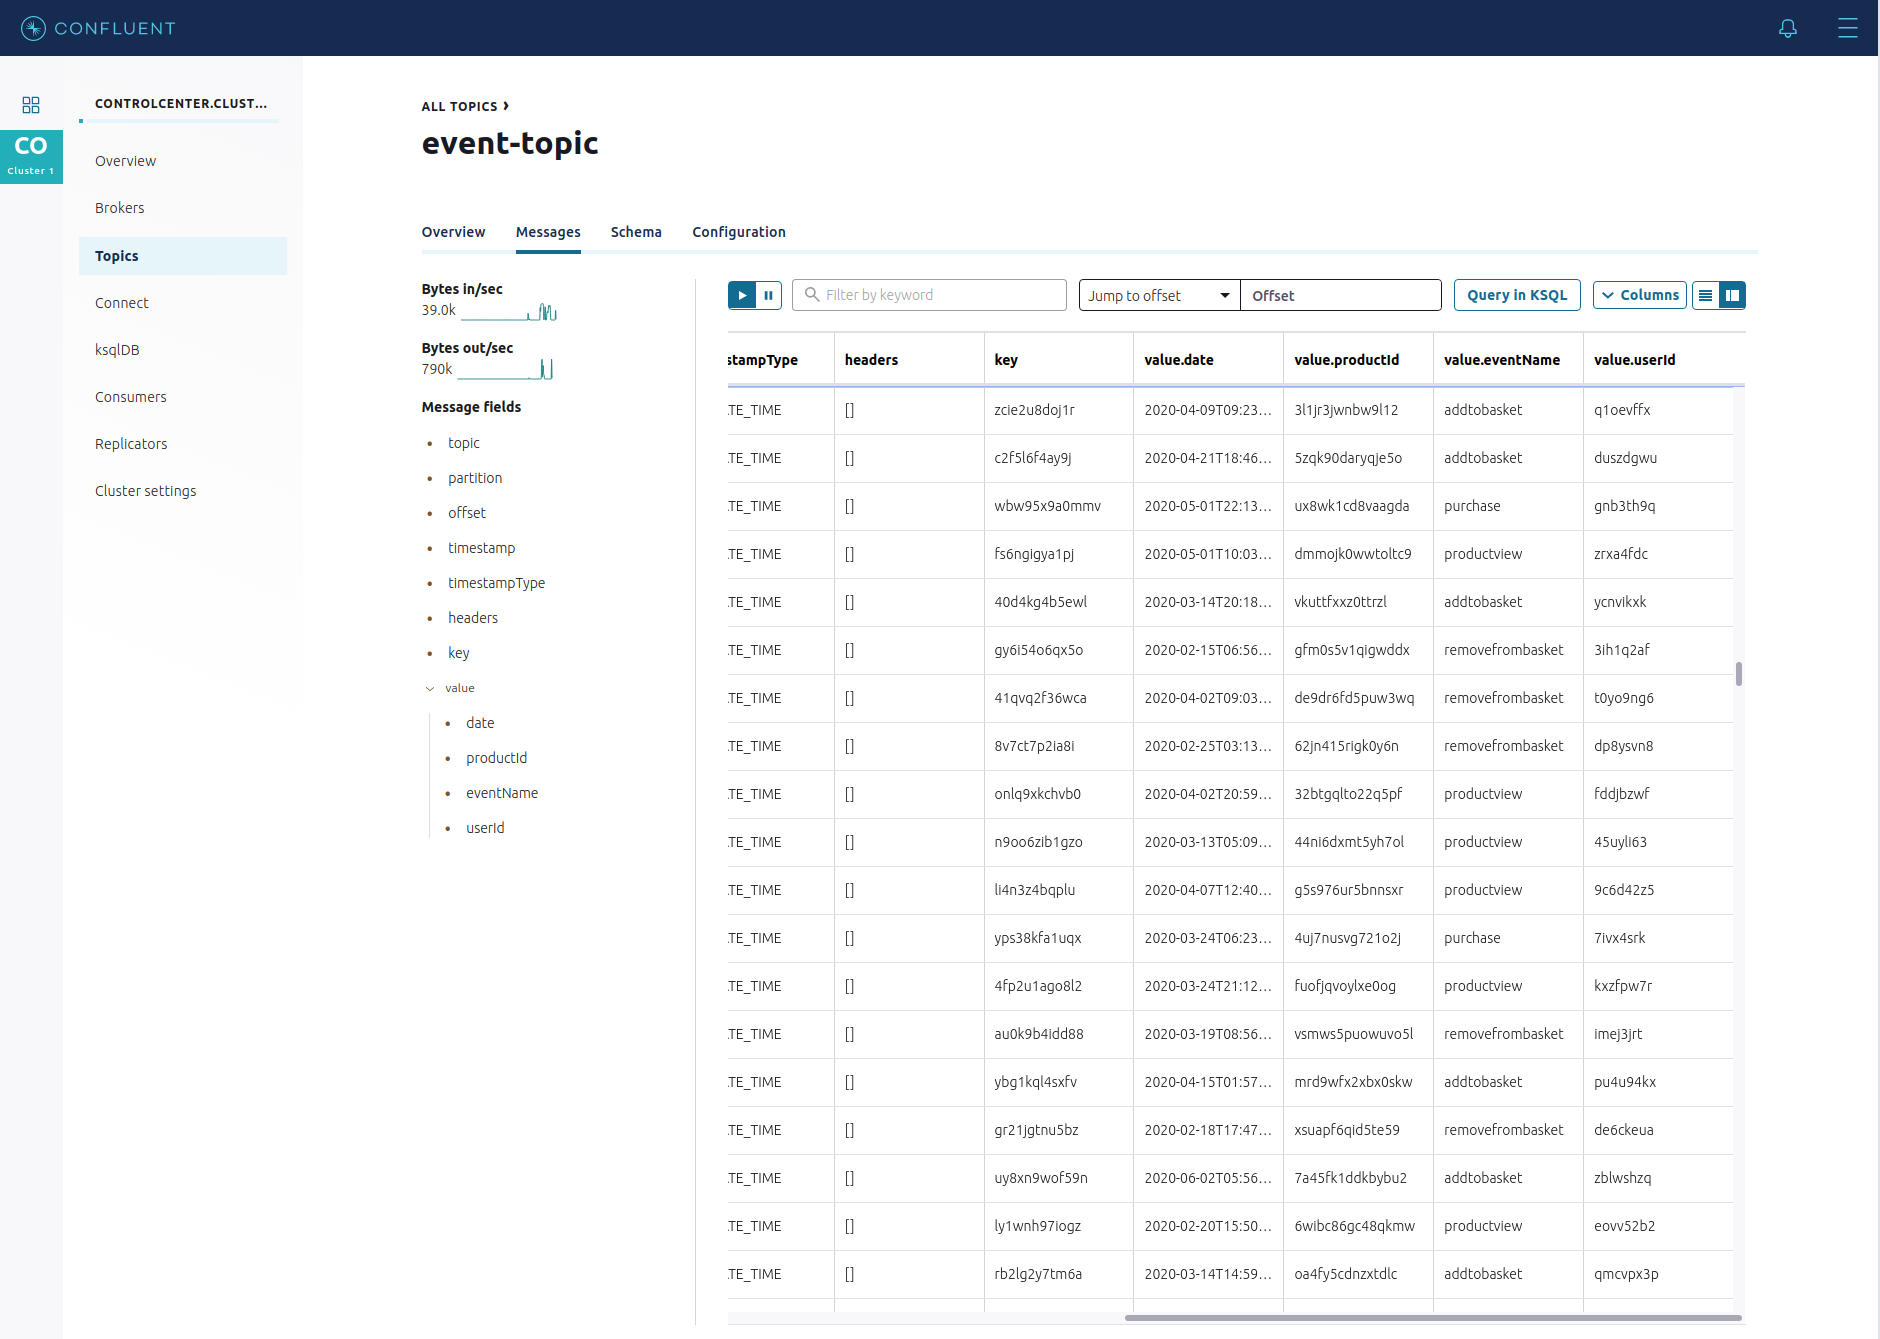 CONFLUENT
CO
Cluster 1
CONTROLCENTER.CLUST...
Overview
Brokers
Topics
Connect
ksqlDB
Consumers
Replicators
Cluster settings
ALL TOPICS ›
event-topic
Overview Messages Schema Configuration
Bytes in/sec
39.0k
Bytes out/sec
790k
Message fields
• topic
• partition
• offset
• timestamp
• timestampType
• headers
• key
value
• date
• productId
• eventName
• userId
Filter by keyword Jump to offset Offset Query in KSQL Columns
stampType headers key value.date value.productId value.eventName value.userId
ATE_TIME [] zcie2u8doj1r 2020-04-09T09:23... 3l1jr3jwnbw9l12 addtobasket q1oevffx
TE_TIME [] c2f5l6f4ay9j 2020-04-21T18:46... 5zqk90daryqje5o addtobasket duszdgwu
TE_TIME [] wbw95x9a0mmv 2020-05-01T22:13... ux8wk1cd8vaagda purchase gnb3th9q
TE_TIME [] fs6ngigya1pj 2020-05-01T10:03... dmmojk0wwtoltc9 productview zrxa4fdc
TE_TIME [] 40d4kg4b5ewl 2020-03-14T20:18... vkuttfxxz0ttrzl addtobasket ycnvikxk
TE_TIME [] gy6i54o6qx5o 2020-02-15T06:56... gfm0s5v1qigwddx removefrombasket 3ih1q2af
TE_TIME [] 41qvq2f36wca 2020-04-02T09:03... de9dr6fd5puw3wq removefrombasket t0yo9ng6
TE_TIME [] 8v7ct7p2ia8i 2020-02-25T03:13... 62jn415rigk0y6n removefrombasket dp8ysvn8
TE_TIME [] onlq9xkchvb0 2020-04-02T20:59... 32btgqlto22q5pf productview fddjbzwf
TE_TIME [] n9oo6zib1gzo 2020-03-13T05:09... 44ni6dxmt5yh7ol productview 45uyli63
TE_TIME [] li4n3z4bqplu 2020-04-07T12:40... g5s976ur5bnnsxr productview 9c6d42z5
TE_TIME [] yps38kfa1uqx 2020-03-24T06:23... 4uj7nusvg721o2j purchase 7ivx4srk
TE_TIME [] 4fp2u1ago8l2 2020-03-24T21:12... fuofjqvoylxe0og productview kxzfpw7r
TE_TIME [] au0k9b4idd88 2020-03-19T08:56... vsmws5puowuvo5l removefrombasket imej3jrt
TE_TIME [] ybg1kql4sxfv 2020-04-15T01:57... mrd9wfx2xbx0skw addtobasket pu4u94kx
TE_TIME [] gr21jgtnu5bz 2020-02-18T17:47... xsuapf6qid5te59 removefrombasket de6ckeua
TE_TIME [] uy8xn9wof59n 2020-06-02T05:56... 7a45fk1ddkbybu2 addtobasket zblwshzq
TE_TIME [] ly1wnh97iogz 2020-02-20T15:50... 6wibc86gc48qkmw productview eovv52b2
TE_TIME [] rb2lg2y7tm6a 2020-03-14T14:59... oa4fy5cdnzxtdlc addtobasket qmcvpx3p